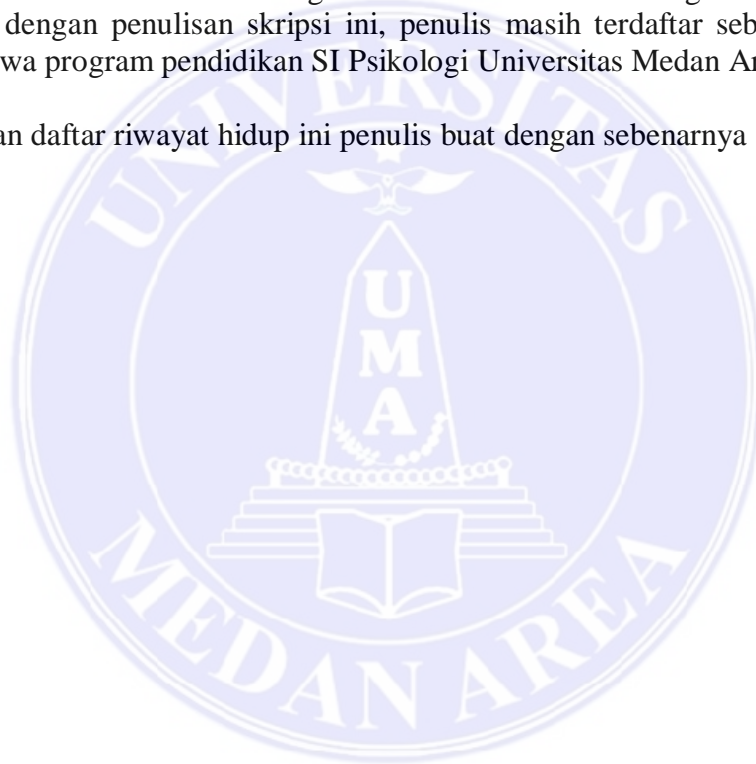 dengan penulisan skripsi ini, penulis masih terdaftar seb
wa program pendidikan SI Psikologi Universitas Medan Ar
an daftar riwayat hidup ini penulis buat dengan sebenarnya
UNIVERSITAS
U
M
A
MEDAN AREA